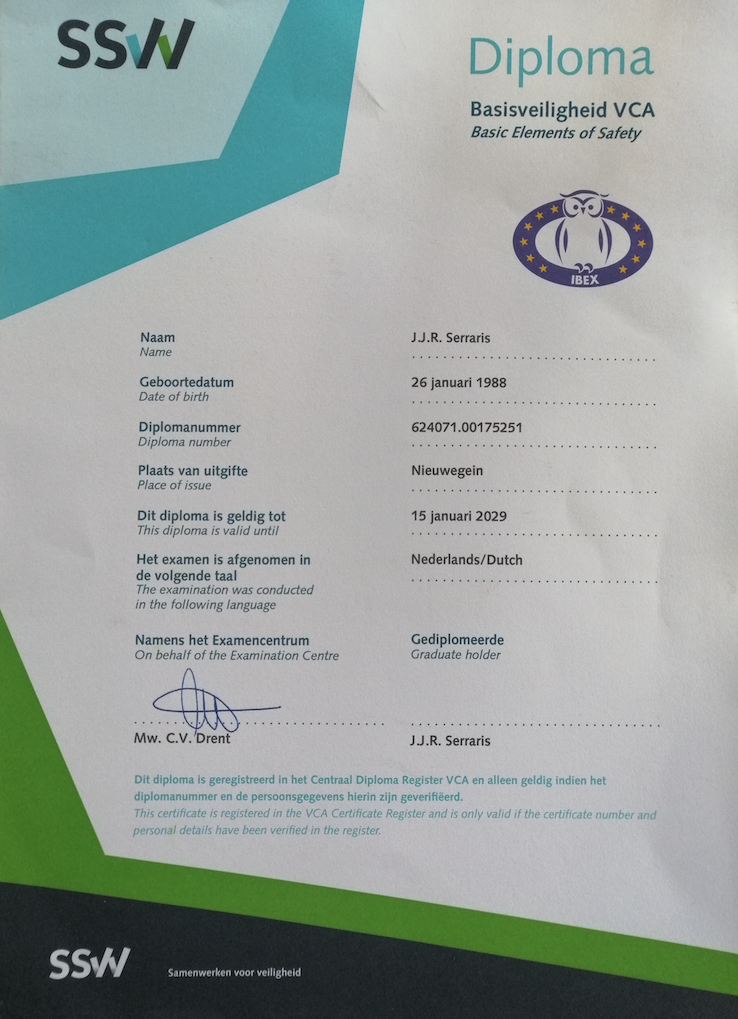 SSVV
Diploma
Basisveiligheid VCA
Basic Elements of Safety
IBEX
Naam
Name
J.J.R. Serraris
Geboortedatum
Date of birth
26 januari 1988
Diplomanummer
Diploma number
624071.00175251
Plaats van uitgifte
Place of issue
Nieuwegein
Dit diploma is geldig tot
This diploma is valid until
15 januari 2029
Het examen is afgenomen in
de volgende taal
The examination was conducted
in the following language
Nederlands/Dutch
Namens het Examencentrum
On behalf of the Examination Centre
Gediplomeerde
Graduate holder
Mw. C.V. Drent
J.J.R. Serraris
Dit diploma is geregistreerd in het Centraal Diploma Register VCA en alleen geldig indien het
diplomanummer en de persoonsgegevens hierin zijn geverifiëerd.
This certificate is registered in the VCA Certificate Register and is only valid if the certificate number and
personal details have been verified in the register.
SSVV
Samenwerken voor veiligheid